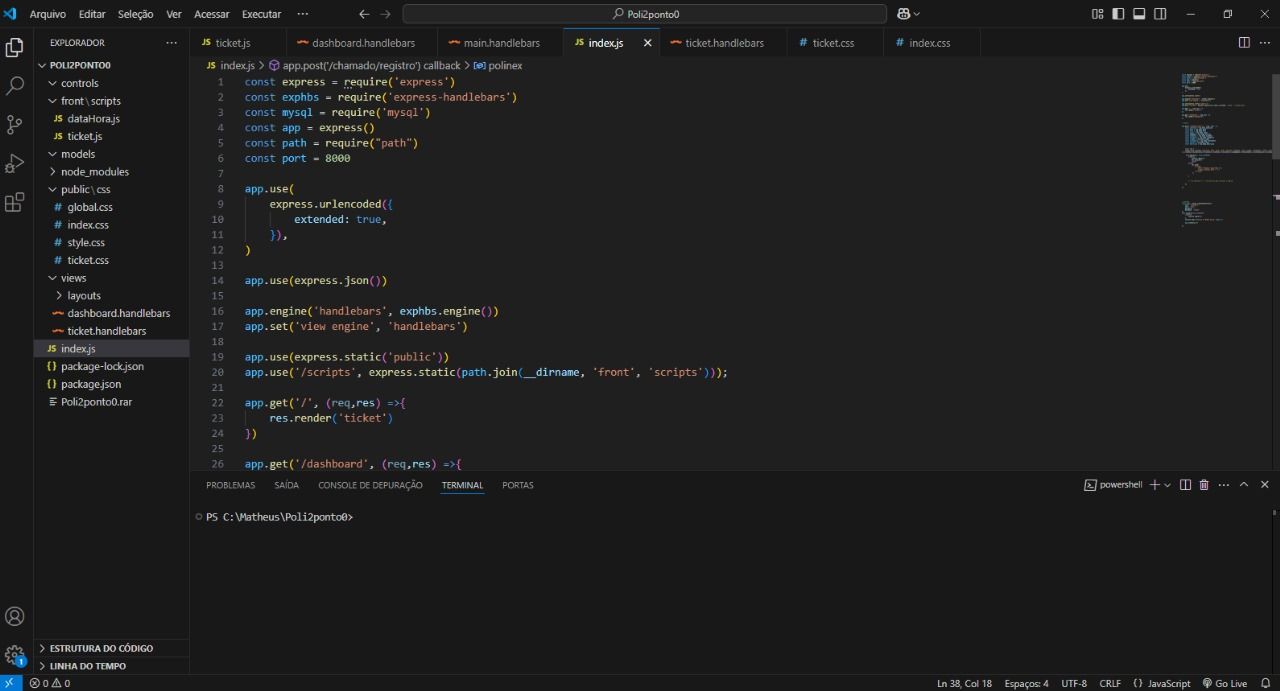 Arquivo Editar Seleção Ver Acessar Executar ··· Poli2ponto0
EXPLORADOR ···
POLI2PONTO0
controls
front\scripts
JS dataHora.js
JS ticket.js
models
node_modules
public\css
# global.css
# index.css
# style.css
# ticket.css
views
layouts
dashboard.handlebars
ticket.handlebars
JS index.js
{} package-lock.json
{} package.json
Poli2ponto0.rar
ESTRUTURA DO CÓDIGO
LINHA DO TEMPO
JS ticket.js dashboard.handlebars main.handlebars JS index.js ticket.handlebars # ticket.css # index.css
JS index.js > app.post('/chamado/registro') callback > polinex
1 const express = require('express')
2 const exphbs = require('express-handlebars')
3 const mysql = require('mysql')
4 const app = express()
5 const path = require("path")
6 const port = 8000
7
8 app.use(
9     express.urlencoded({
10         extended: true,
11     }),
12 )
13
14 app.use(express.json())
15
16 app.engine('handlebars', exphbs.engine())
17 app.set('view engine', 'handlebars')
18
19 app.use(express.static('public'))
20 app.use('/scripts', express.static(path.join(__dirname, 'front', 'scripts')));
21
22 app.get('/', (req,res) =>{
23     res.render('ticket')
24 })
25
26 app.get('/dashboard', (req,res) =>{
PROBLEMAS SAÍDA CONSOLE DE DEPURAÇÃO TERMINAL PORTAS powershell ···
PS C:\Matheus\Poli2ponto0>
1
0 0 Ln 38, Col 18 Espaços: 4 UTF-8 CRLF {} JavaScript Go Live